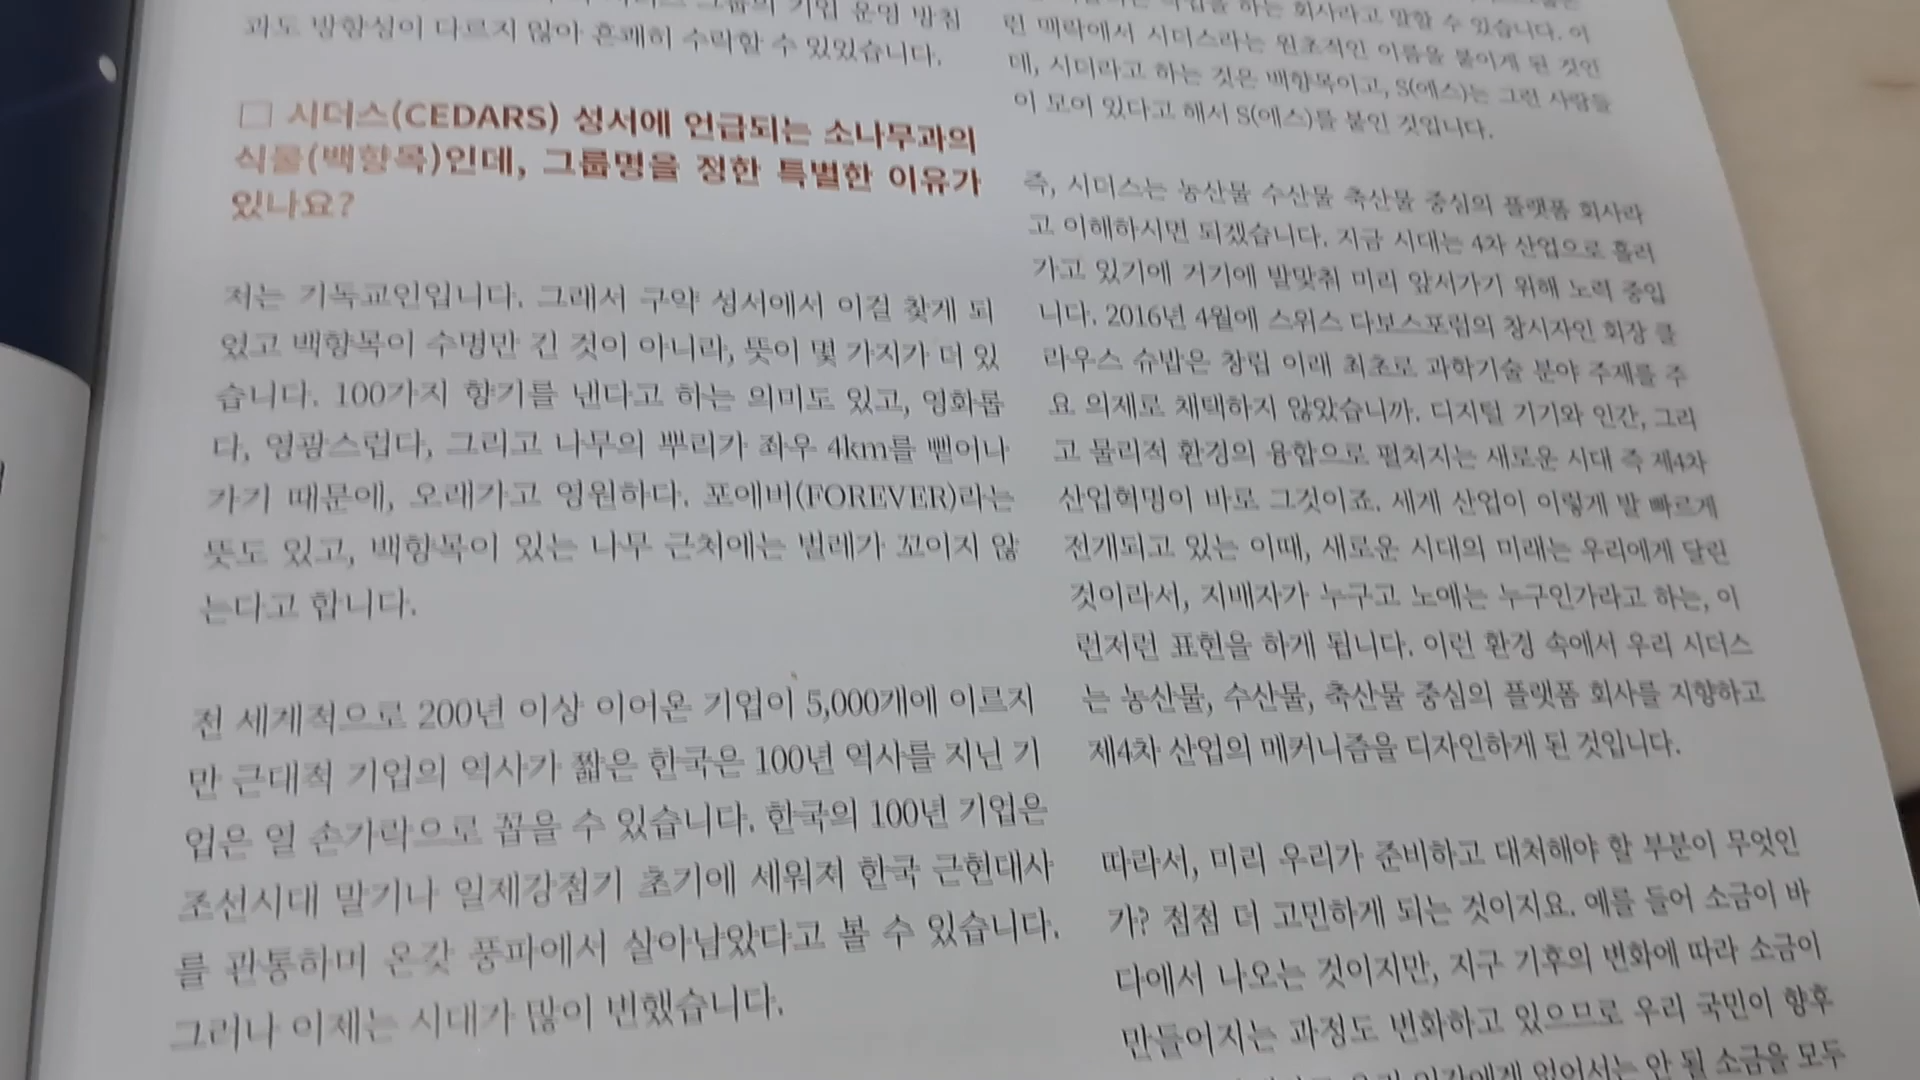 과도 방향성이 다르지 않아 흔쾌히 수락할 수 있었습니다.
□ 시더스(CEDARS) 성서에 언급되는 소나무과의
식물(백향목)인데, 그룹명을 정한 특별한 이유가
있나요?
저는 기독교인입니다. 그래서 구약 성서에서 이걸 찾게 되
었고 백향목이 수명만 긴 것이 아니라, 뜻이 몇 가지가 더 있
습니다. 100가지 향기를 낸다고 하는 의미도 있고, 영화롭
다, 영광스럽다, 그리고 나무의 뿌리가 좌우 4km를 뻗어나
가기 때문에, 오래가고 영원하다. 포에버(FOREVER)라는
뜻도 있고, 백향목이 있는 나무 근처에는 벌레가 꼬이지 않
는다고 합니다.
전 세계적으로 200년 이상 이어온 기업이 5,000개에 이르지
만 근대적 기업의 역사가 짧은 한국은 100년 역사를 지닌 기
업은 열 손가락으로 꼽을 수 있습니다. 한국의 100년 기업은
조선시대 말기나 일제강점기 초기에 세워져 한국 근현대사
를 관통하며 온갖 풍파에서 살아남았다고 볼 수 있습니다.
그러나 이제는 시대가 많이 변했습니다.
하는 회사라고 말할 수 있습니다. 이
런 맥락에서 시더스라는 원초적인 이름을 붙이게 된 것인
데, 시더라고 하는 것은 백향목이고, S(에스)는 그런 사람들
이 모여 있다고 해서 S(에스)를 붙인 것입니다.
즉, 시더스는 농산물 수산물 축산물 중심의 플랫폼 회사라
고 이해하시면 되겠습니다. 지금 시대는 4차 산업으로 흘러
가고 있기에 거기에 발맞춰 미리 앞서가기 위해 노력 중입
니다. 2016년 4월에 스위스 다보스포럼의 창시자인 회장 클
라우스 슈밥은 창립 이래 최초로 과학기술 분야 주제를 주
요 의제로 채택하지 않았습니까. 디지털 기기와 인간, 그리
고 물리적 환경의 융합으로 펼쳐지는 새로운 시대 즉 제4차
산업혁명이 바로 그것이죠. 세계 산업이 이렇게 발 빠르게
전개되고 있는 이때, 새로운 시대의 미래는 우리에게 달린
것이라서, 지배자가 누구고 노예는 누구인가라고 하는, 이
런저런 표현을 하게 됩니다. 이런 환경 속에서 우리 시더스
는 농산물, 수산물, 축산물 중심의 플랫폼 회사를 지향하고
제4차 산업의 매커니즘을 디자인하게 된 것입니다.
따라서, 미리 우리가 준비하고 대처해야 할 부분이 무엇인
가? 점점 더 고민하게 되는 것이지요. 예를 들어 소금이 바
다에서 나오는 것이지만, 지구 기후의 변화에 따라 소금이
만들어지는 과정도 변화하고 있으므로 우리 국민이 향후
없어서는 안 될 소금을 모두